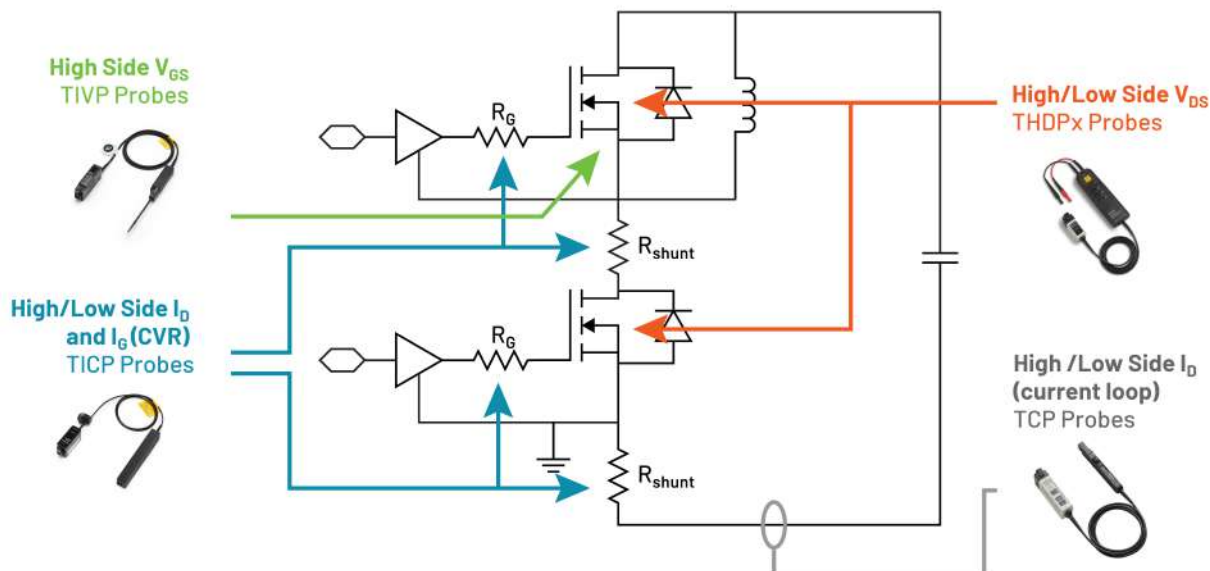 High Side VGS
TIVP Probes
RG
High/Low Side VDS
THDPx Probes
Rshunt
High/Low Side ID
and IG (CVR)
TICP Probes
RG
High /Low Side ID
(current loop)
TCP Probes
Rshunt